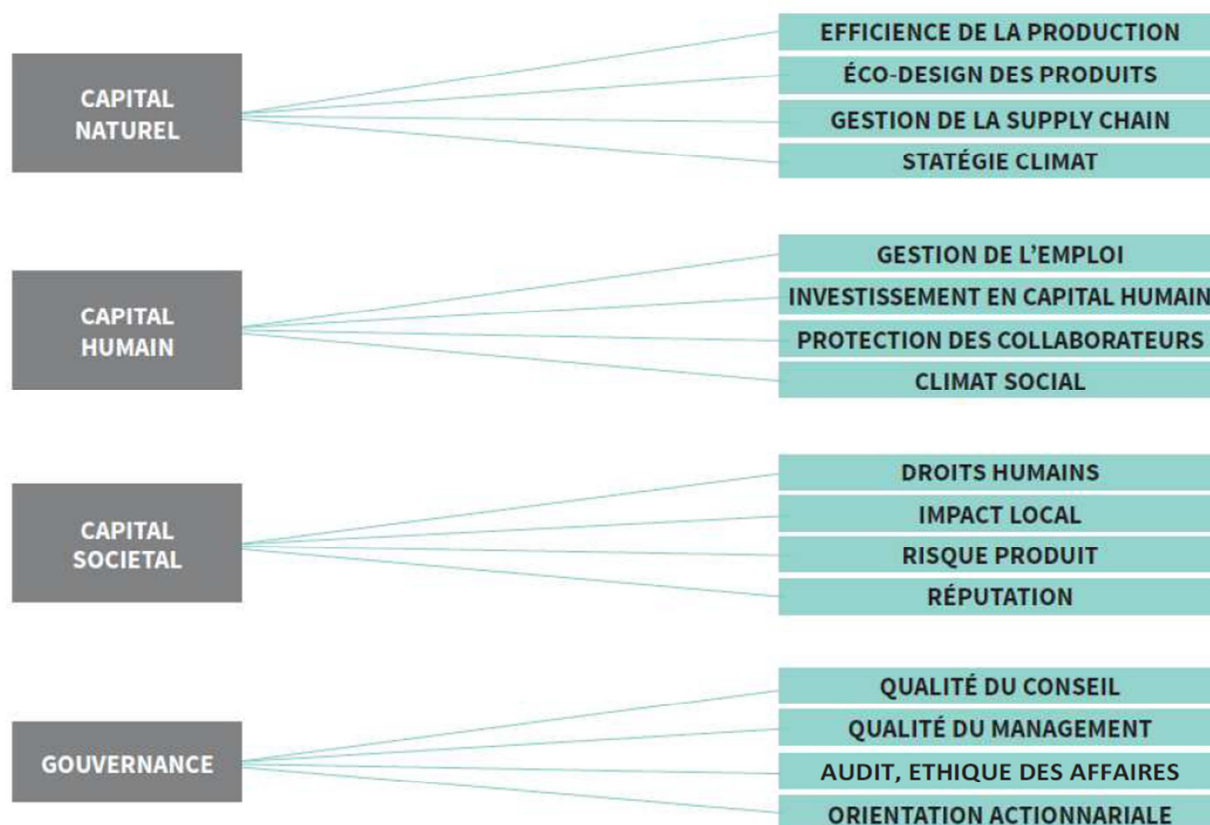 CAPITAL
NATUREL
EFFICIENCE DE LA PRODUCTION
ÉCO-DESIGN DES PRODUITS
GESTION DE LA SUPPLY CHAIN
STATÉGIE CLIMAT
CAPITAL
HUMAIN
GESTION DE L’EMPLOI
INVESTISSEMENT EN CAPITAL HUMAIN
PROTECTION DES COLLABORATEURS
CLIMAT SOCIAL
CAPITAL
SOCIETAL
DROITS HUMAINS
IMPACT LOCAL
RISQUE PRODUIT
RÉPUTATION
GOUVERNANCE
QUALITÉ DU CONSEIL
QUALITÉ DU MANAGEMENT
AUDIT, ETHIQUE DES AFFAIRES
ORIENTATION ACTIONNARIALE